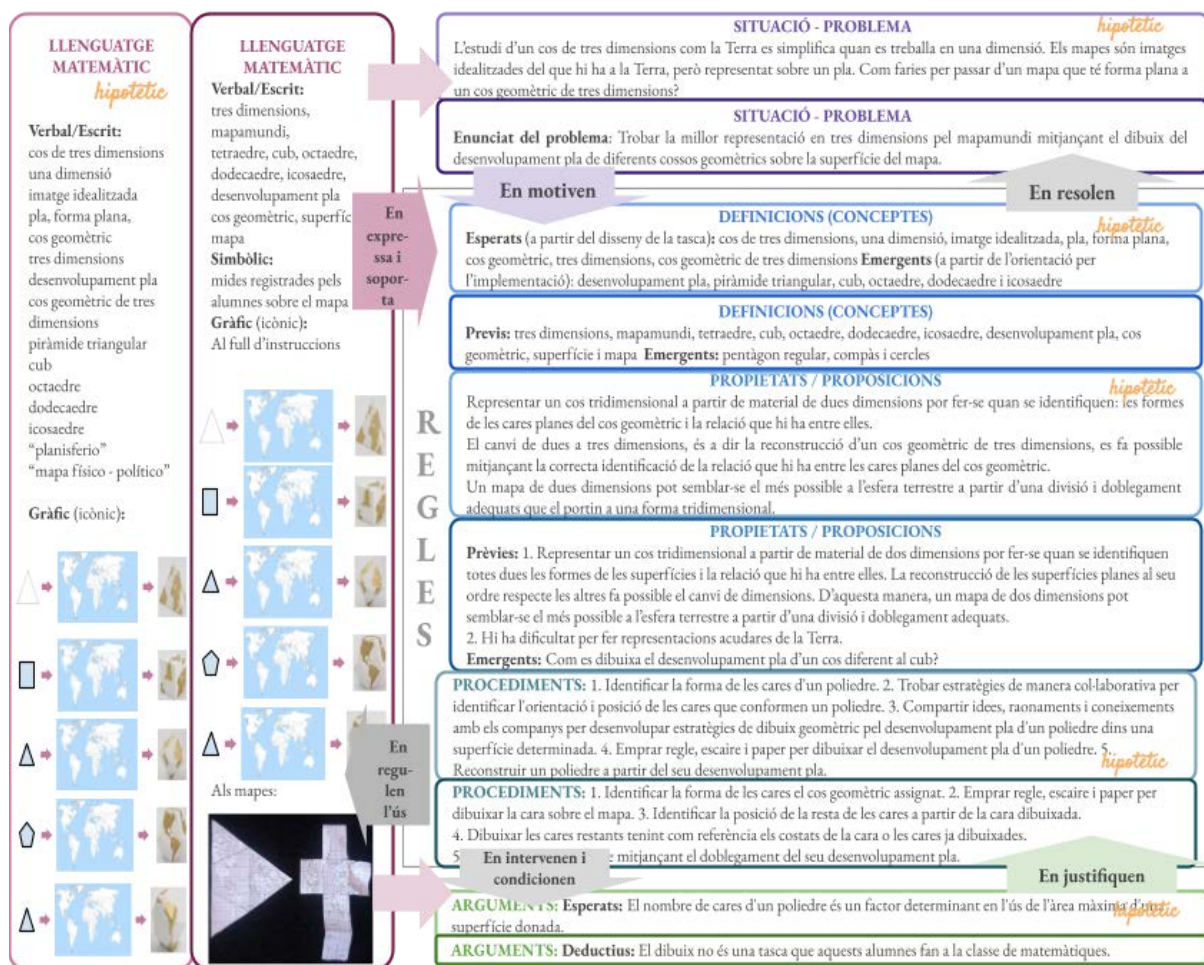 LLENGUATGE
MATEMÀTIC
hipotètic
Verbal/Escrit:
cos de tres dimensions
una dimensió
imatge idealitzada
pla, forma plana,
cos geomètric
tres dimensions
desenvolupament pla
cos geomètric de tres
dimensions
piràmide triangular
cub
octaedre
dodecaedre
icosaedre
“planisferio”
“mapa físico - político”
Gràfic (icònic):
LLENGUATGE
MATEMÀTIC
Verbal/Escrit:
tres dimensions,
mapamundi,
tetraedre, cub, octaedre,
dodecaedre, icosaedre,
desenvolupament pla
cos geomètric, superfíc
mapa
Simbòlic:
mides registrades pels
alumnes sobre el mapa
Gràfic (icònic):
Al full d’instruccions
Als mapes:
En
expre-
ssa i
sopor-
ta
En
regu-
len
l’ús
REGLES
SITUACIÓ - PROBLEMA
hipotètic
L’estudi d’un cos de tres dimensions com la Terra es simplifica quan es treballa en una dimensió. Els mapes són imatges
idealitzades del que hi ha a la Terra, però representat sobre un pla. Com faries per passar d’un mapa que té forma plana a
un cos geomètric de tres dimensions?
SITUACIÓ - PROBLEMA
Enunciat del problema: Trobar la millor representació en tres dimensions pel mapamundi mitjançant el dibuix del
desenvolupament pla de diferents cossos geomètrics sobre la superfície del mapa.
En motiven
En resolen
DEFINICIONS (CONCEPTES)
hipotètic
Esperats (a partir del disseny de la tasca): cos de tres dimensions, una dimensió, imatge idealitzada, pla, forma plana,
cos geomètric, tres dimensions, cos geomètric de tres dimensions Emergents (a partir de l’orientació per
l’implementació): desenvolupament pla, piràmide triangular, cub, octaedre, dodecaedre i icosaedre
DEFINICIONS (CONCEPTES)
Previs: tres dimensions, mapamundi, tetraedre, cub, octaedre, dodecaedre, icosaedre, desenvolupament pla, cos
geomètric, superfície i mapa Emergents: pentàgon regular, compàs i cercles
PROPIETATS / PROPOSICIONS
hipotètic
Representar un cos tridimensional a partir de material de dues dimensions por fer-se quan se identifiquen: les formes
de les cares planes del cos geomètric i la relació que hi ha entre elles.
El canvi de dues a tres dimensions, és a dir la reconstrucció d’un cos geomètric de tres dimensions, es fa possible
mitjançant la correcta identificació de la relació que hi ha entre les cares planes del cos geomètric.
Un mapa de dues dimensions pot semblar-se el més possible a l’esfera terrestre a partir d’una divisió i doblegament
adequats que el portin a una forma tridimensional.
PROPIETATS / PROPOSICIONS
Prèvies: 1. Representar un cos tridimensional a partir de material de dos dimensions por fer-se quan se identifiquen
totes dues les formes de les superfícies i la relació que hi ha entre elles. La reconstrucció de les superfícies planes al seu
ordre respecte les altres fa possible el canvi de dimensions. D’aquesta manera, un mapa de dos dimensions pot
semblar-se el més possible a l’esfera terrestre a partir d’una divisió i doblegament adequats.
2. Hi ha dificultat per fer representacions acudares de la Terra.
Emergents: Com es dibuixa el desenvolupament pla d’un cos diferent al cub?
PROCEDIMENTS: 1. Identificar la forma de les cares d'un poliedre. 2. Trobar estratègies de manera col·laborativa per
identificar l'orientació i posició de les cares que conformen un poliedre. 3. Compartir idees, raonaments i coneixements
amb els companys per desenvolupar estratègies de dibuix geomètric pel desenvolupament pla d'un poliedre dins una
superfície determinada. 4. Emprar regle, escaire i paper per dibuixar el desenvolupament pla d'un poliedre. 5.
Reconstruir un poliedre a partir del seu desenvolupament pla.
hipotètic
PROCEDIMENTS: 1. Identificar la forma de les cares el cos geomètric assignat. 2. Emprar regle, escaire i paper per
dibuixar la cara sobre el mapa. 3. Identificar la posició de la resta de les cares a partir de la cara dibuixada.
4. Dibuixar les cares restants tenint com referència els costats de la cara o les cares ja dibuixades.
5 e mitjançant el doblegament del seu desenvolupament pla.
En intervenen i
condicionen
En justifiquen
ARGUMENTS: Esperats: El nombre de cares d'un poliedre és un factor determinant en l'ús de l'àrea màxima d'una
superfície donada.
hipotètic
ARGUMENTS: Deductius: El dibuix no és una tasca que aquests alumnes fan a la classe de matemàtiques.